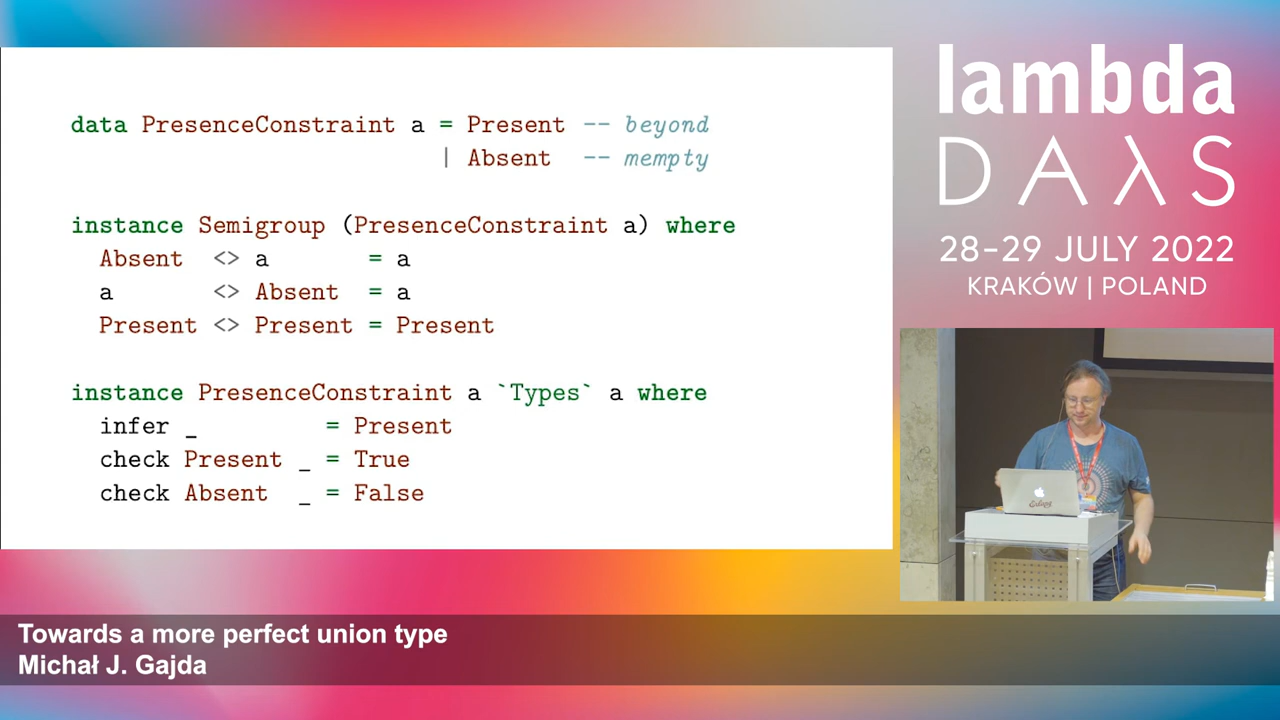 data PresenceConstraint a = Present -- beyond
| Absent -- mempty
instance Semigroup (PresenceConstraint a) where
Absent <> a = a
a <> Absent = a
Present <> Present = Present
instance PresenceConstraint a `Types` a where
infer _ = Present
check Present _ = True
check Absent _ = False
lambda
DAλS
28–29 JULY 2022
KRAKÓW | POLAND
Towards a more perfect union type
Michał J. Gajda